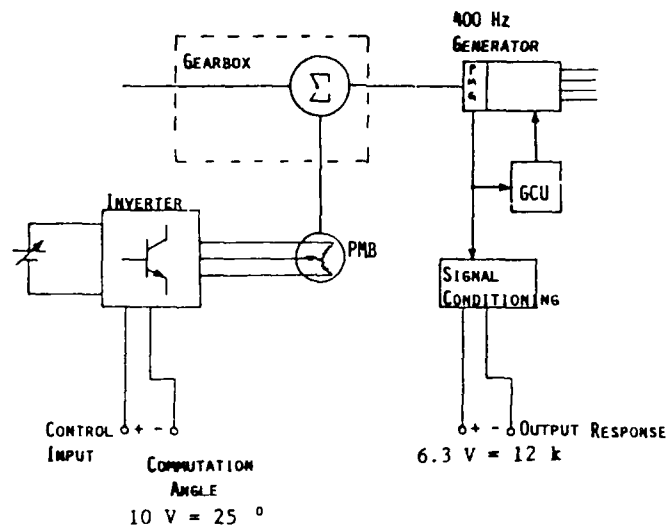 400 Hz
GENERATOR
GEARBOX
Σ
P
M
G
GCU
INVERTER
PMB
SIGNAL
CONDITIONING
CONTROL
INPUT
+ -
COMMUTATION
ANGLE
10 V = 25 °
+ - OUTPUT RESPONSE
6.3 V = 12 k